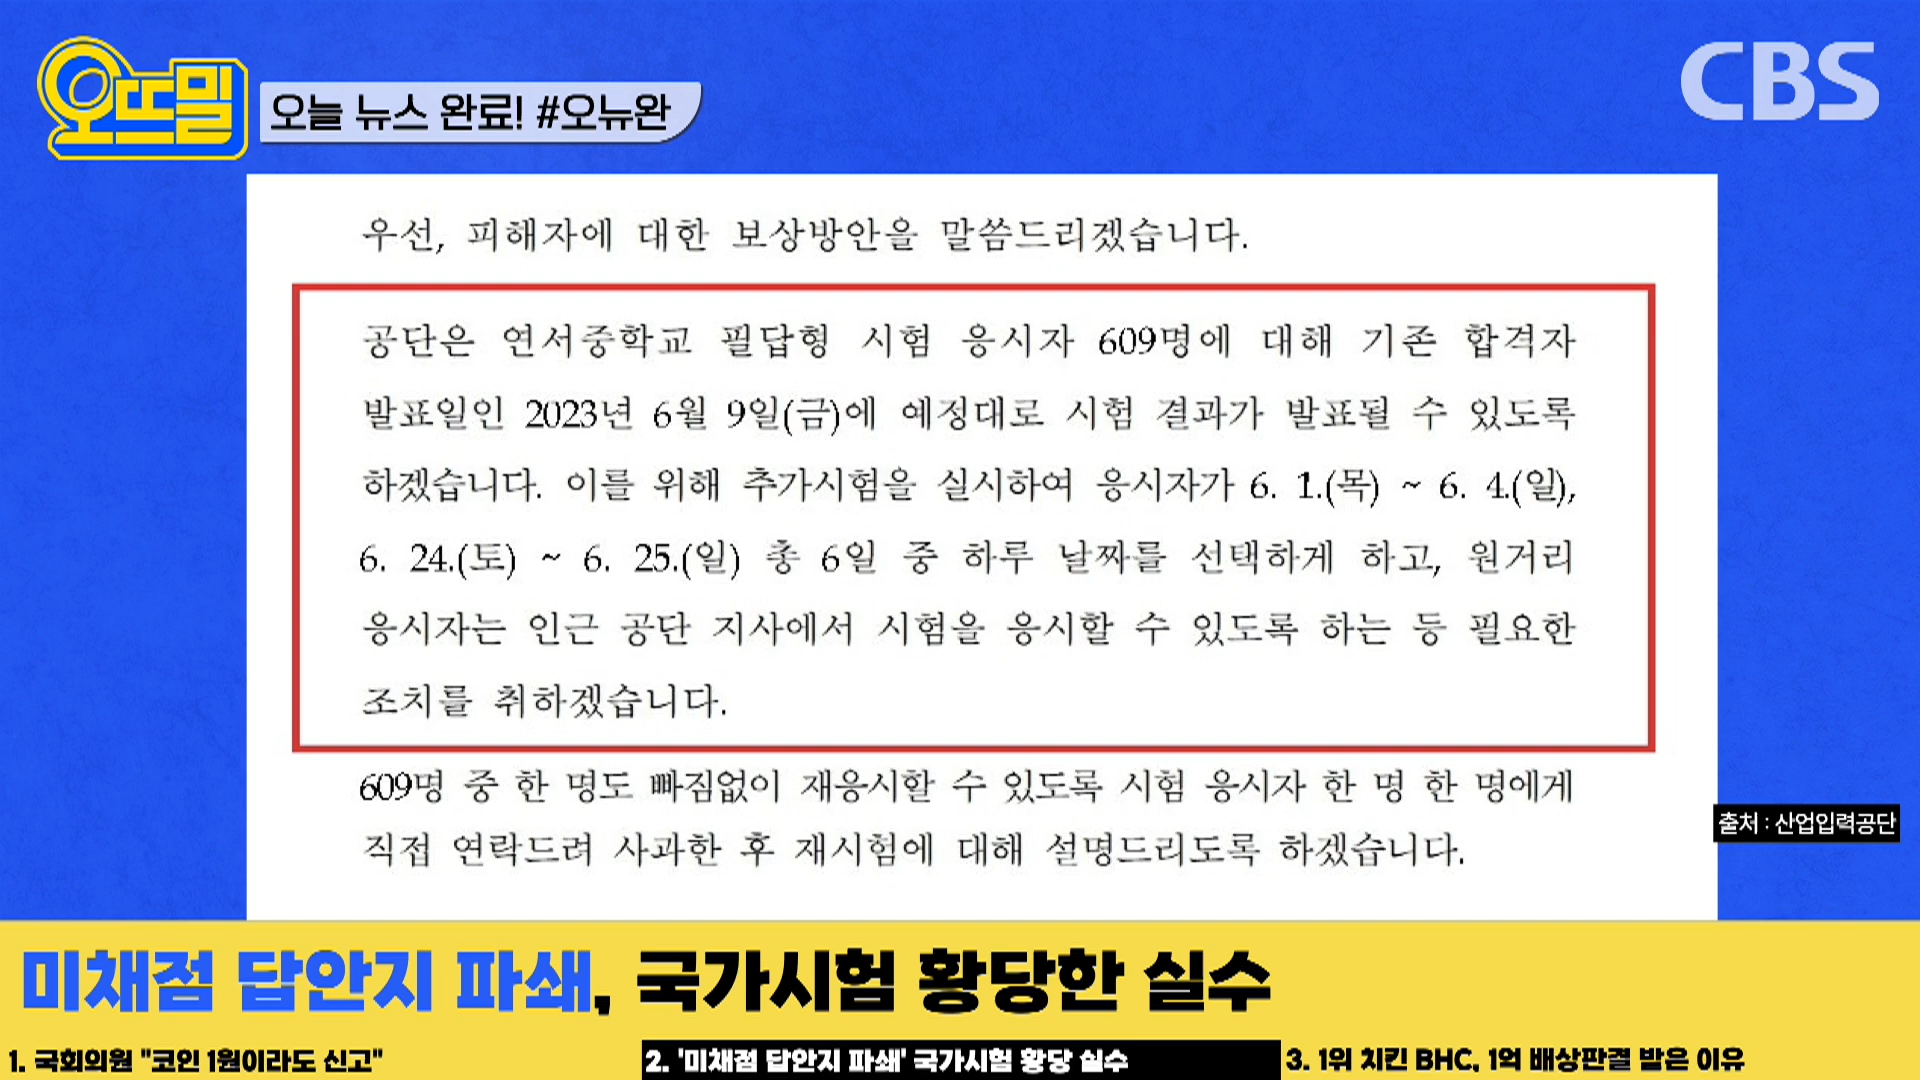 오뜨밀
오늘 뉴스 완료! #오뉴완
CBS
우선, 피해자에 대한 보상방안을 말씀드리겠습니다.
공단은 연서중학교 필답형 시험 응시자 609명에 대해 기존 합격자
발표일인 2023년 6월 9일(금)에 예정대로 시험 결과가 발표될 수 있도록
하겠습니다. 이를 위해 추가시험을 실시하여 응시자가 6. 1.(목) ~ 6. 4.(일),
6. 24.(토) ~ 6. 25.(일) 총 6일 중 하루 날짜를 선택하게 하고, 원거리
응시자는 인근 공단 지사에서 시험을 응시할 수 있도록 하는 등 필요한
조치를 취하겠습니다.
609명 중 한 명도 빠짐없이 재응시할 수 있도록 시험 응시자 한 명 한 명에게
직접 연락드려 사과한 후 재시험에 대해 설명드리도록 하겠습니다.
출처 : 산업입력공단
미채점 답안지 파쇄, 국가시험 황당한 실수
1. 국회의원 "코인 1원이라도 신고"
2. '미채점 답안지 파쇄' 국가시험 황당 실수
3. 1위 치킨 BHC, 1억 배상판결 받은 이유